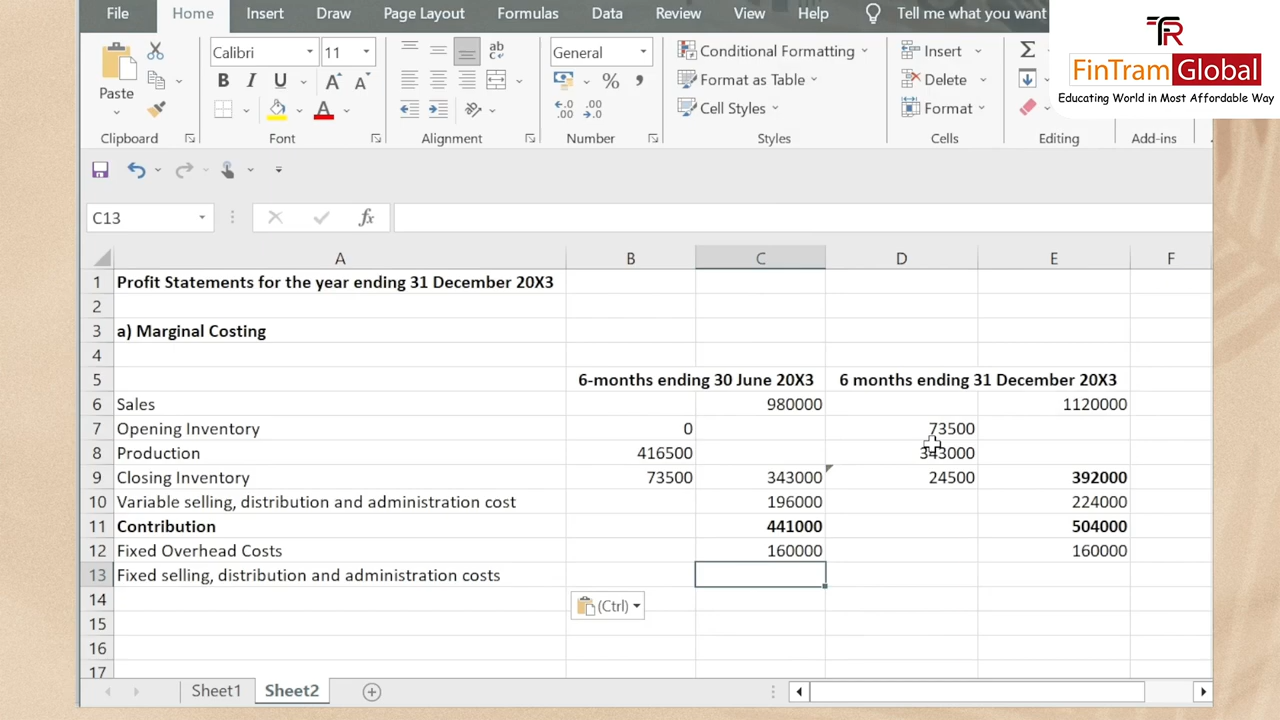 File Home Insert Draw Page Layout Formulas Data Review View Help Tell me what you want
TR
FinTram Global
Educating World in Most Affordable Way
Paste
Calibri 11
B I U
General
Conditional Formatting
Format as Table
Cell Styles
Insert
Delete
Format
Clipboard Font Alignment Number Styles Cells Editing Add-ins
C13 fx
A B C D E F
1 Profit Statements for the year ending 31 December 20X3
2
3 a) Marginal Costing
4
5 6-months ending 30 June 20X3 6 months ending 31 December 20X3
6 Sales 980000 1120000
7 Opening Inventory 0 73500
8 Production 416500 343000
9 Closing Inventory 73500 343000 24500 392000
10 Variable selling, distribution and administration cost 196000 224000
11 Contribution 441000 504000
12 Fixed Overhead Costs 160000 160000
13 Fixed selling, distribution and administration costs
14 (Ctrl)
15
16
17
Sheet1 Sheet2